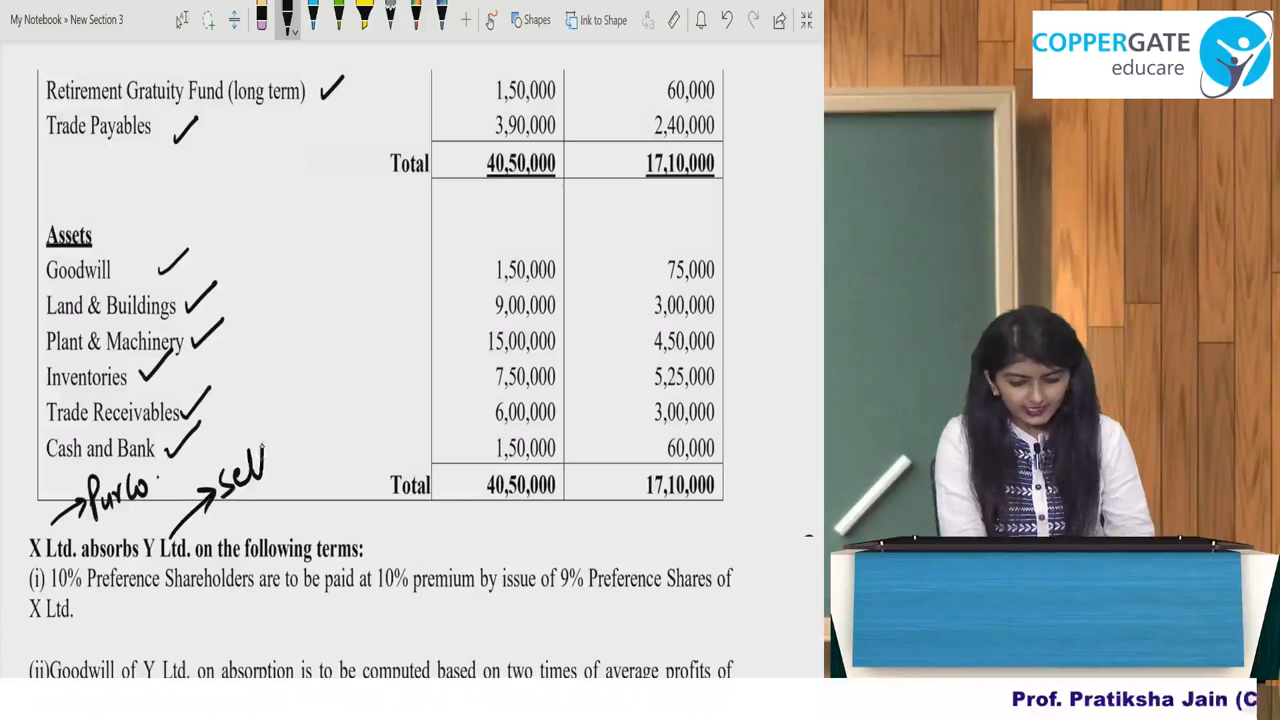 My Notebook » New Section 3
Shapes
Ink to Shape
COPPERGATE
educare
Retirement Gratuity Fund (long term) 1,50,000 60,000
Trade Payables 3,90,000 2,40,000
Total 40,50,000 17,10,000
Assets
Goodwill 1,50,000 75,000
Land & Buildings 9,00,000 3,00,000
Plant & Machinery 15,00,000 4,50,000
Inventories 7,50,000 5,25,000
Trade Receivables 6,00,000 3,00,000
Cash and Bank 1,50,000 60,000
Total 40,50,000 17,10,000
Purco
sell
X Ltd. absorbs Y Ltd. on the following terms:
(i) 10% Preference Shareholders are to be paid at 10% premium by issue of 9% Preference Shares of
X Ltd.
(ii)Goodwill of Y Ltd. on absorption is to be computed based on two times of average profits of
Prof. Pratiksha Jain (C